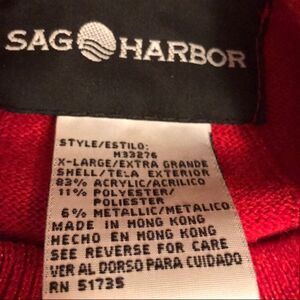 SAG HARBOR
STYLE/ESTILO:
H33276
X-LARGE/EXTRA GRANDE
SHELL/TELA EXTERIOR
83% ACRYLIC/ACRILICO
11% POLYESTER/
POLIESTER
6% METALLIC/METALICO
MADE IN HONG KONG
HECHO EN HONG KONG
SEE REVERSE FOR CARE
VER AL DORSO PARA CUIDADO
RN 51735